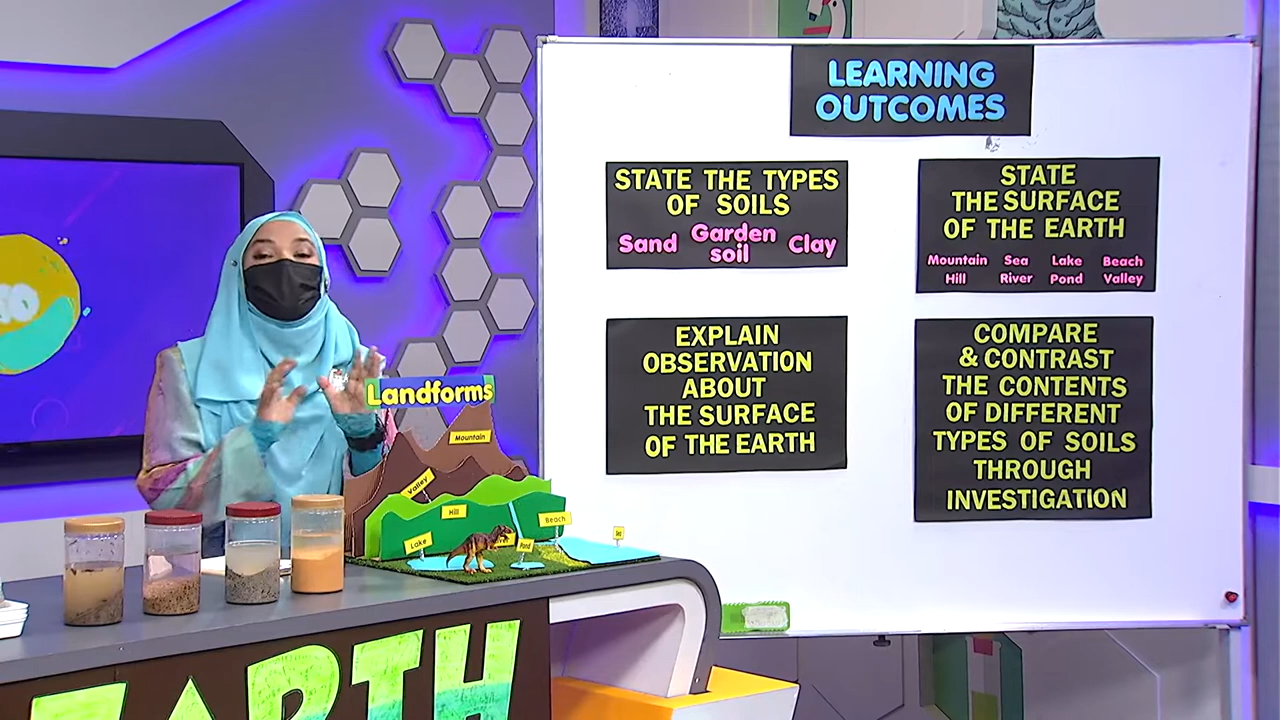 LEARNING
OUTCOMES
STATE THE TYPES
OF SOILS
Sand Garden soil Clay
STATE
THE SURFACE
OF THE EARTH
Mountain Sea Lake Beach
Hill River Pond Valley
EXPLAIN
OBSERVATION
ABOUT
THE SURFACE
OF THE EARTH
COMPARE
& CONTRAST
THE CONTENTS
OF DIFFERENT
TYPES OF SOILS
THROUGH
INVESTIGATION
Landforms
Mountain
Valley
Hill
Beach
Lake
Pond
Sea
EARTH